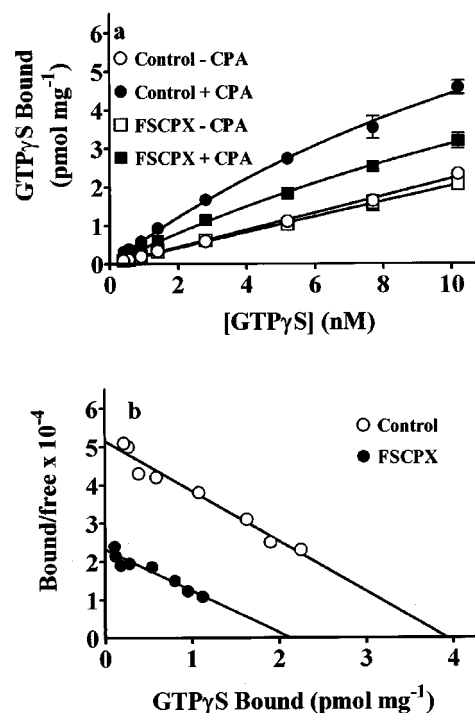 a
Control - CPA
Control + CPA
FSCPX - CPA
FSCPX + CPA
GTPγS Bound
(pmol mg⁻¹)
6
5
4
3
2
1
0
2
4
6
8
10
[GTPγS] (nM)
b
Control
FSCPX
Bound/free x 10⁻⁴
6
5
4
3
2
1
0
0
1
2
3
4
GTPγS Bound (pmol mg⁻¹)